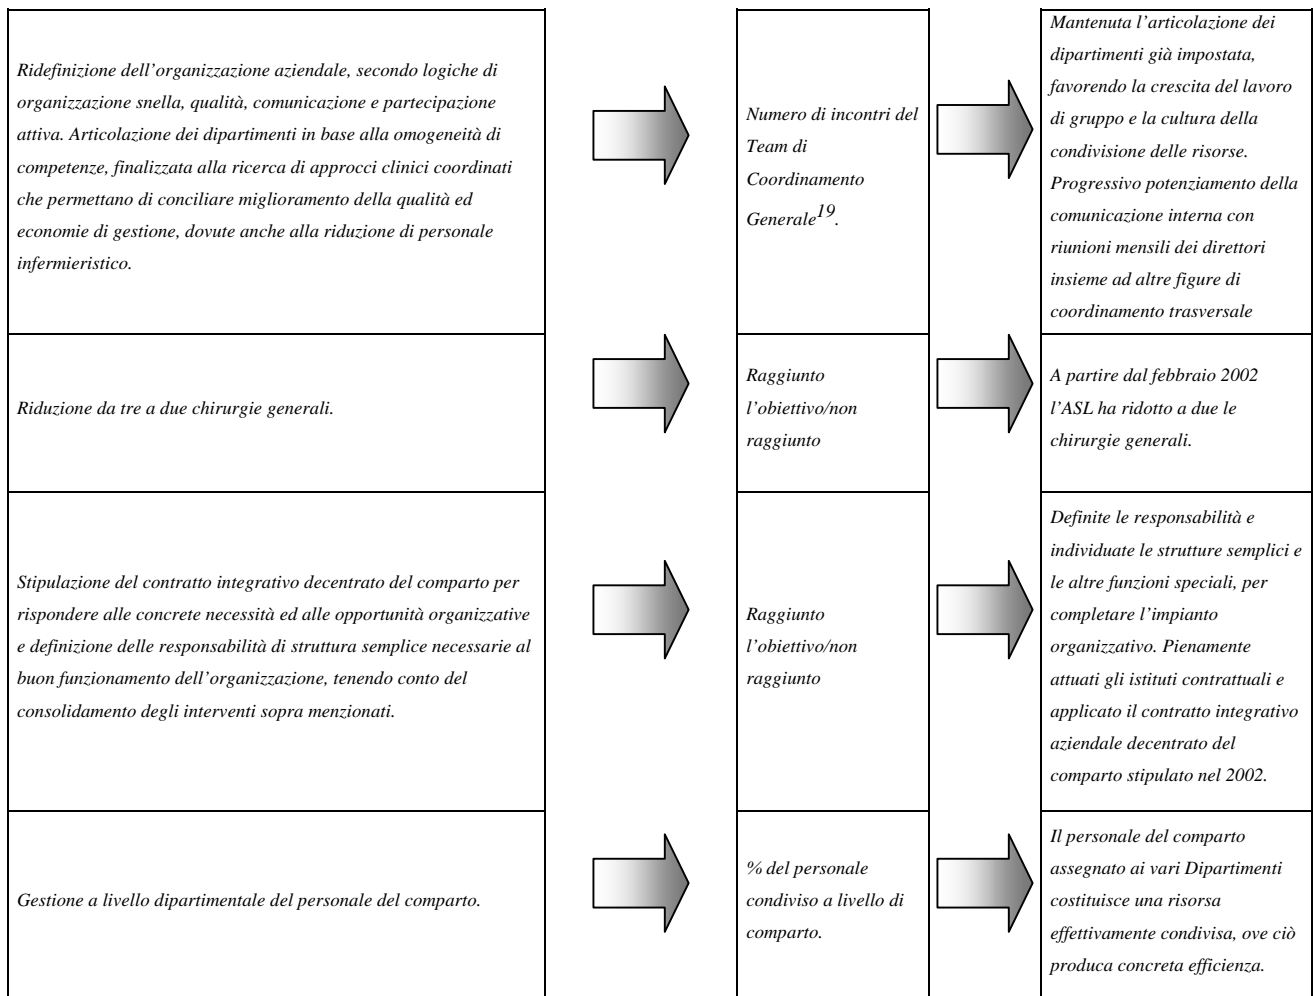 Ridefinizione dell’organizzazione aziendale, secondo logiche di
organizzazione snella, qualità, comunicazione e partecipazione
attiva. Articolazione dei dipartimenti in base alla omogeneità di
competenze, finalizzata alla ricerca di approcci clinici coordinati
che permettano di conciliare miglioramento della qualità ed
economie di gestione, dovute anche alla riduzione di personale
infermieristico.
Numero di incontri del
Team di
Coordinamento
Generale19.
Mantenuta l’articolazione dei
dipartimenti già impostata,
favorendo la crescita del lavoro
di gruppo e la cultura della
condivisione delle risorse.
Progressivo potenziamento della
comunicazione interna con
riunioni mensili dei direttori
insieme ad altre figure di
coordinamento trasversale
Riduzione da tre a due chirurgie generali.
Raggiunto
l’obiettivo/non
raggiunto
A partire dal febbraio 2002
l’ASL ha ridotto a due le
chirurgie generali.
Stipulazione del contratto integrativo decentrato del comparto per
rispondere alle concrete necessità ed alle opportunità organizzative
e definizione delle responsabilità di struttura semplice necessarie al
buon funzionamento dell’organizzazione, tenendo conto del
consolidamento degli interventi sopra menzionati.
Raggiunto
l’obiettivo/non
raggiunto
Definite le responsabilità e
individuate le strutture semplici e
le altre funzioni speciali, per
completare l’impianto
organizzativo. Pienamente
attuati gli istituti contrattuali e
applicato il contratto integrativo
aziendale decentrato del
comparto stipulato nel 2002.
Gestione a livello dipartimentale del personale del comparto.
% del personale
condiviso a livello di
comparto.
Il personale del comparto
assegnato ai vari Dipartimenti
costituisce una risorsa
effettivamente condivisa, ove ciò
produca concreta efficienza.